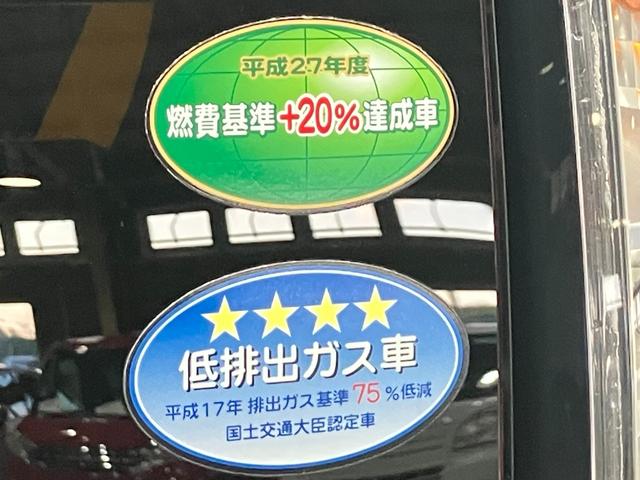 平成27年度
燃費基準+20%達成車
低排出ガス車
平成17年 排出ガス基準 75 %低減
国土交通大臣認定車